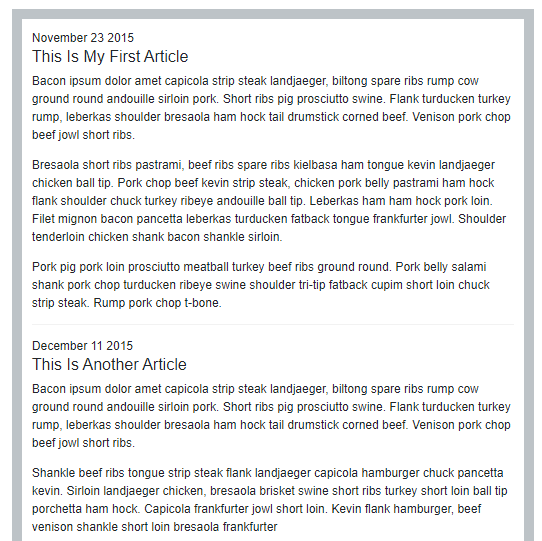 November 23 2015
This Is My First Article
Bacon ipsum dolor amet capicola strip steak landjaeger, biltong spare ribs rump cow
ground round andouille sirloin pork. Short ribs pig prosciutto swine. Flank turducken turkey
rump, leberkas shoulder bresaola ham hock tail drumstick corned beef. Venison pork chop
beef jowl short ribs.
Bresaola short ribs pastrami, beef ribs spare ribs kielbasa ham tongue kevin landjaeger
chicken ball tip. Pork chop beef kevin strip steak, chicken pork belly pastrami ham hock
flank shoulder chuck turkey ribeye andouille ball tip. Leberkas ham ham hock pork loin.
Filet mignon bacon pancetta leberkas turducken fatback tongue frankfurter jowl. Shoulder
tenderloin chicken shank bacon shankle sirloin.
Pork pig pork loin prosciutto meatball turkey beef ribs ground round. Pork belly salami
shank pork chop turducken ribeye swine shoulder tri-tip fatback cupim short loin chuck
strip steak. Rump pork chop t-bone.
December 11 2015
This Is Another Article
Bacon ipsum dolor amet capicola strip steak landjaeger, biltong spare ribs rump cow
ground round andouille sirloin pork. Short ribs pig prosciutto swine. Flank turducken turkey
rump, leberkas shoulder bresaola ham hock tail drumstick corned beef. Venison pork chop
beef jowl short ribs.
Shankle beef ribs tongue strip steak flank landjaeger capicola hamburger chuck pancetta
kevin. Sirloin landjaeger chicken, bresaola brisket swine short ribs turkey short loin ball tip
porchetta ham hock. Capicola frankfurter jowl short loin. Kevin flank hamburger, beef
venison shankle short loin bresaola frankfurter